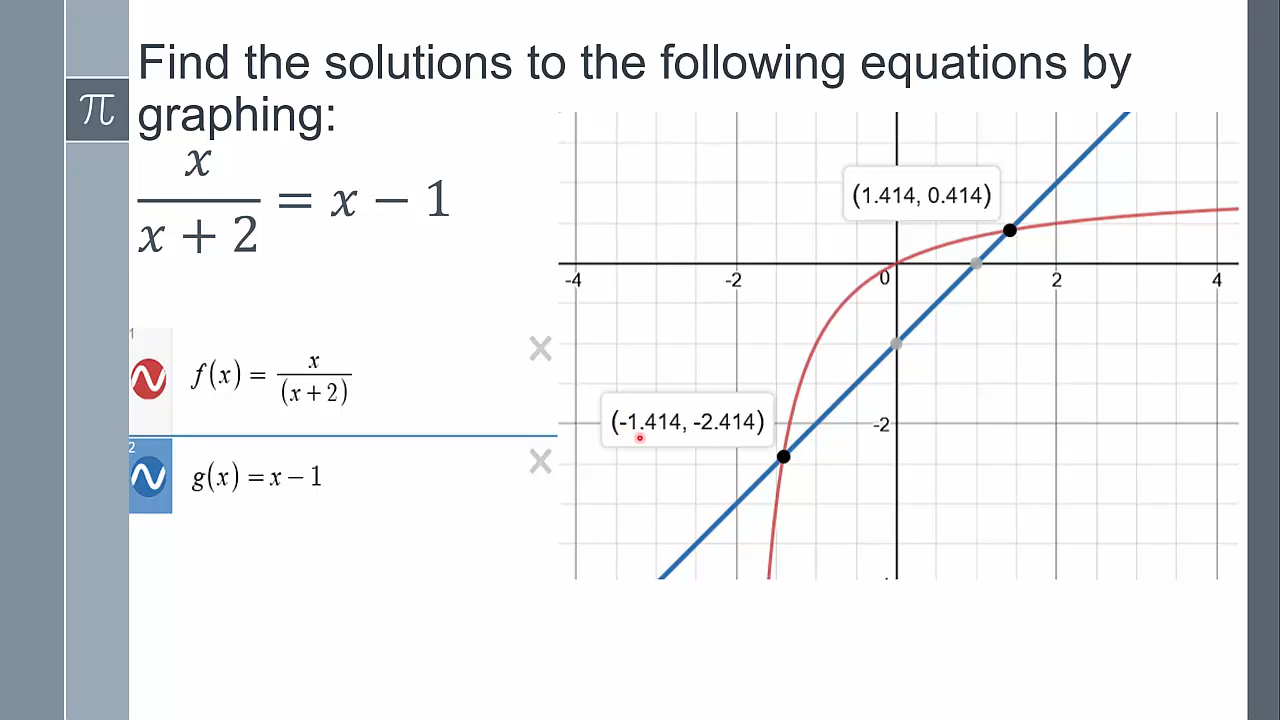 Find the solutions to the following equations by
π graphing:
x
x + 2
= x − 1
(1.414, 0.414)
-4 -2 0 2 4
1
f(x) = x
(x + 2)
(-1.414, -2.414)
-2
2
g(x) = x − 1